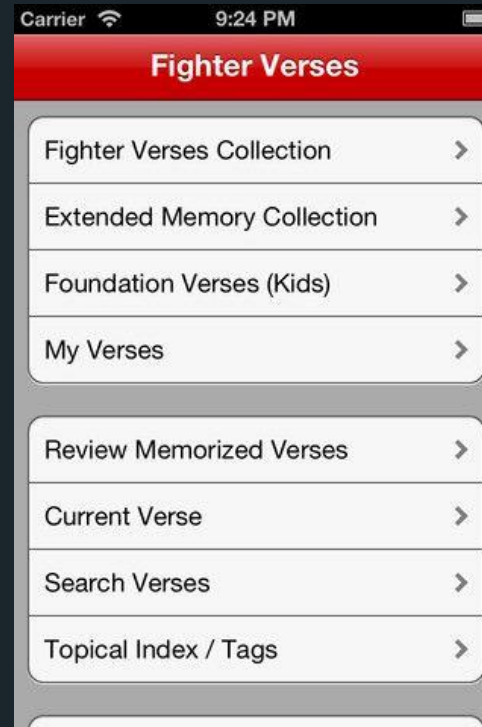 Carrier 9:24 PM
Fighter Verses
Fighter Verses Collection
Extended Memory Collection
Foundation Verses (Kids)
My Verses
Review Memorized Verses
Current Verse
Search Verses
Topical Index / Tags